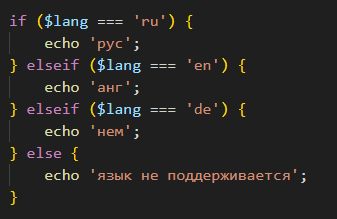 if ($lang === 'ru') {
    echo 'рус';
} elseif ($lang === 'en') {
    echo 'анг';
} elseif ($lang === 'de') {
    echo 'нем';
} else {
    echo 'язык не поддерживается';
}